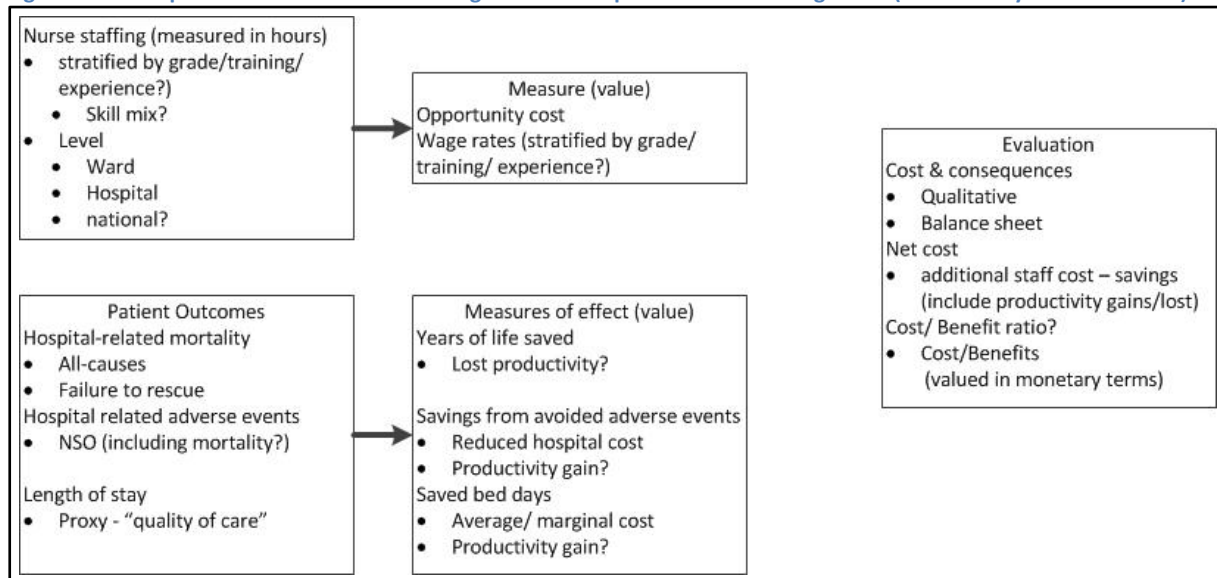 Nurse staffing (measured in hours)
• stratified by grade/training/
experience?)
• Skill mix?
• Level
• Ward
• Hospital
• national?
Measure (value)
Opportunity cost
Wage rates (stratified by grade/
training/ experience?)
Patient Outcomes
Hospital-related mortality
• All-causes
• Failure to rescue
Hospital related adverse events
• NSO (including mortality?)
Length of stay
• Proxy - “quality of care”
Measures of effect (value)
Years of life saved
• Lost productivity?
Savings from avoided adverse events
• Reduced hospital cost
• Productivity gain?
Saved bed days
• Average/ marginal cost
• Productivity gain?
Evaluation
Cost & consequences
• Qualitative
• Balance sheet
Net cost
• additional staff cost – savings
(include productivity gains/lost)
Cost/ Benefit ratio?
• Cost/Benefits
(valued in monetary terms)